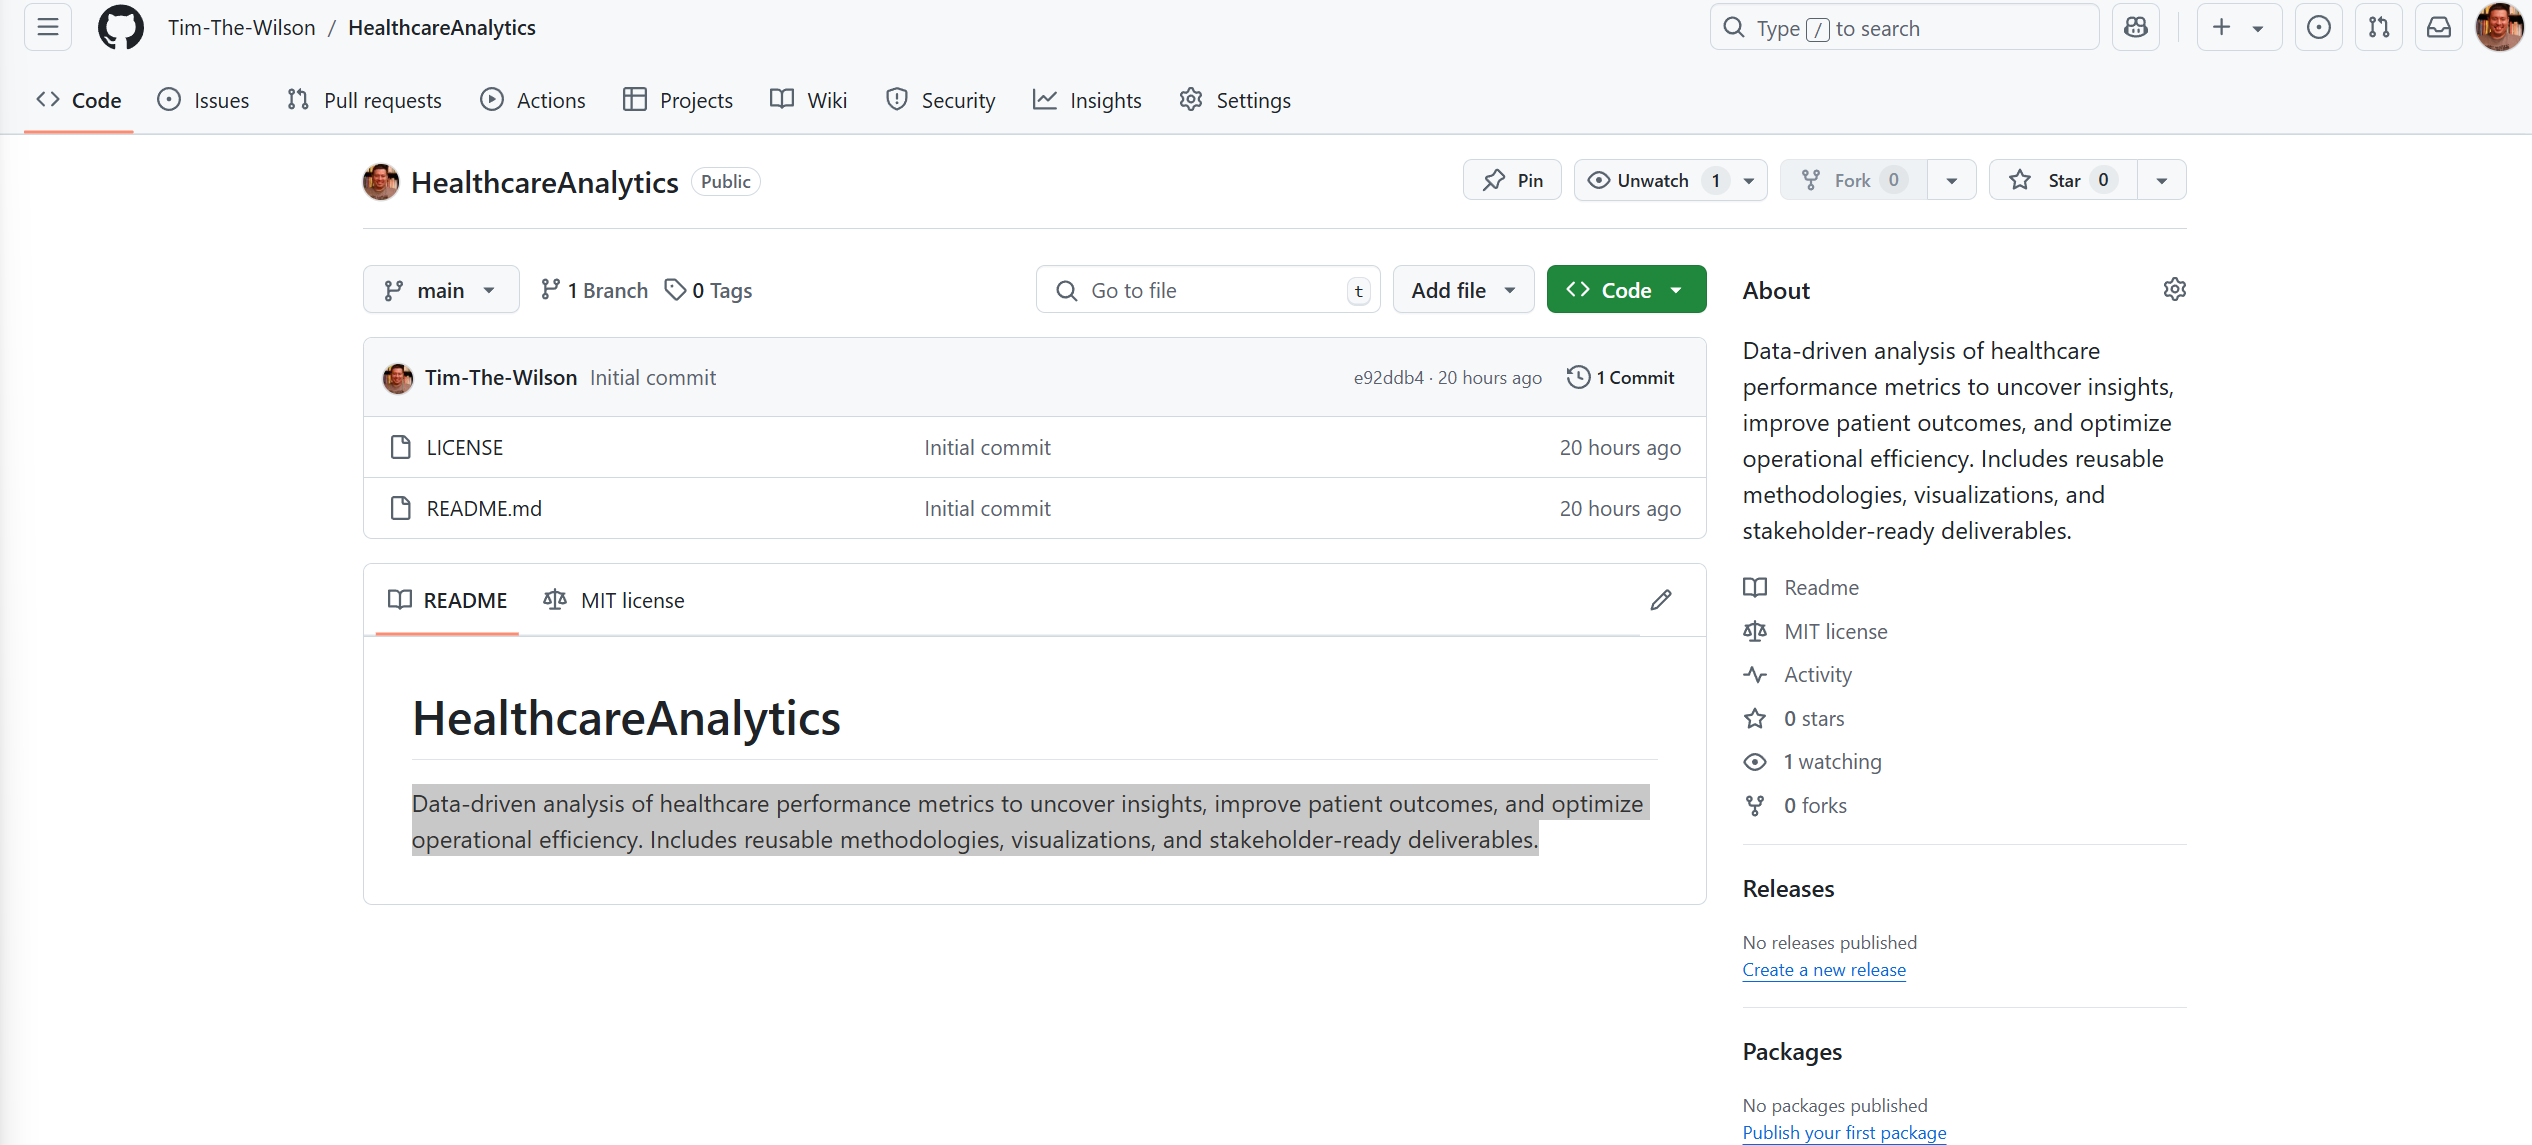 Tim-The-Wilson / HealthcareAnalytics
Type / to search
Code Issues Pull requests Actions Projects Wiki Security Insights Settings
HealthcareAnalytics Public
Pin Unwatch 1 Fork 0 Star 0
main 1 Branch 0 Tags
Go to file t Add file Code
Tim-The-Wilson Initial commit e92ddb4 · 20 hours ago 1 Commit
LICENSE Initial commit 20 hours ago
README.md Initial commit 20 hours ago
README MIT license
HealthcareAnalytics
Data-driven analysis of healthcare performance metrics to uncover insights, improve patient outcomes, and optimize
operational efficiency. Includes reusable methodologies, visualizations, and stakeholder-ready deliverables.
About
Data-driven analysis of healthcare
performance metrics to uncover insights,
improve patient outcomes, and optimize
operational efficiency. Includes reusable
methodologies, visualizations, and
stakeholder-ready deliverables.
Readme
MIT license
Activity
0 stars
1 watching
0 forks
Releases
No releases published
Create a new release
Packages
No packages published
Publish your first package